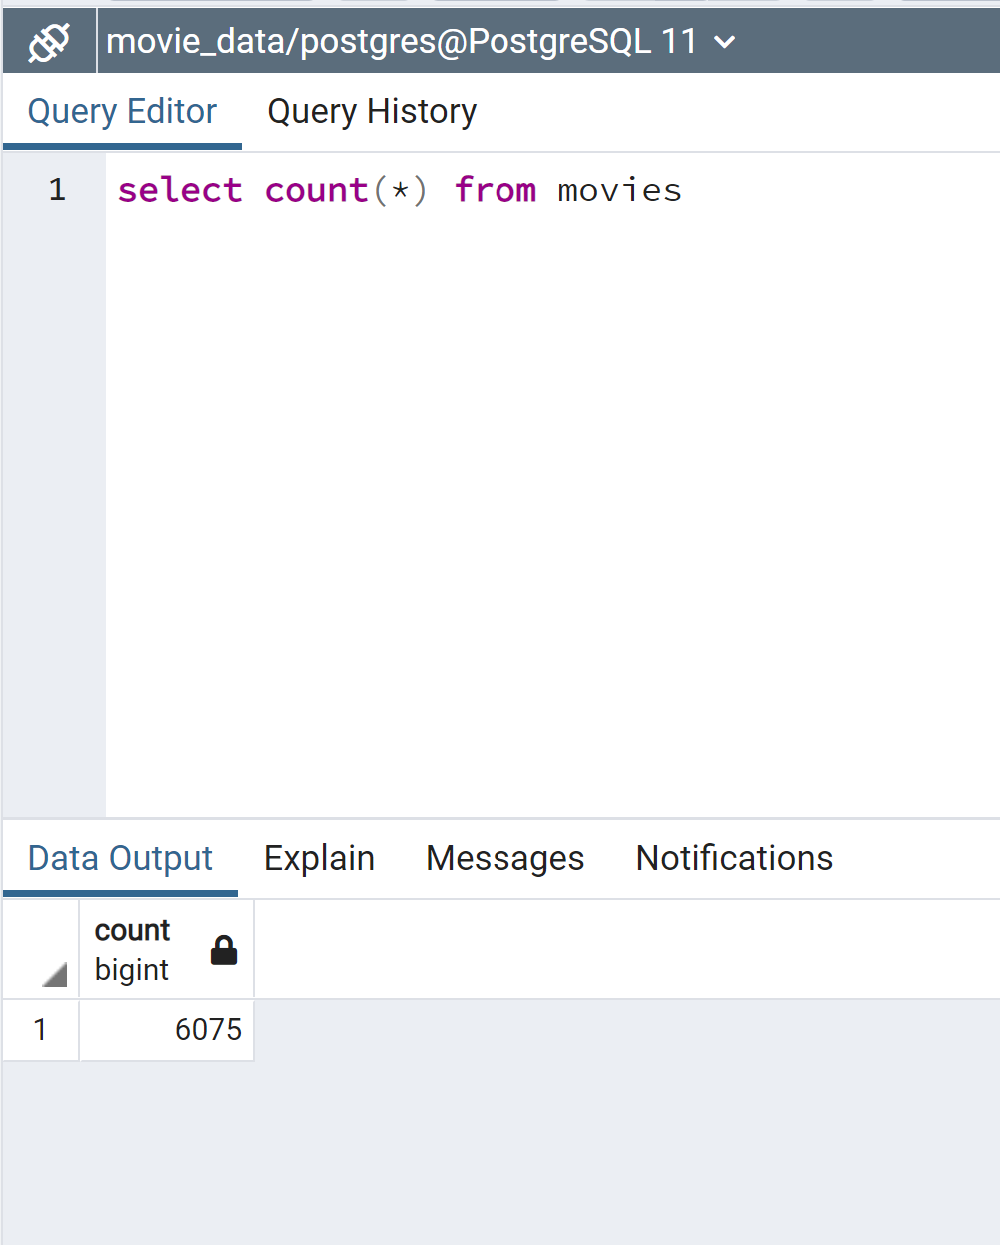 movie_data/postgres@PostgreSQL 11
Query Editor Query History
1 select count(*) from movies
Data Output Explain Messages Notifications
count
bigint
1 6075